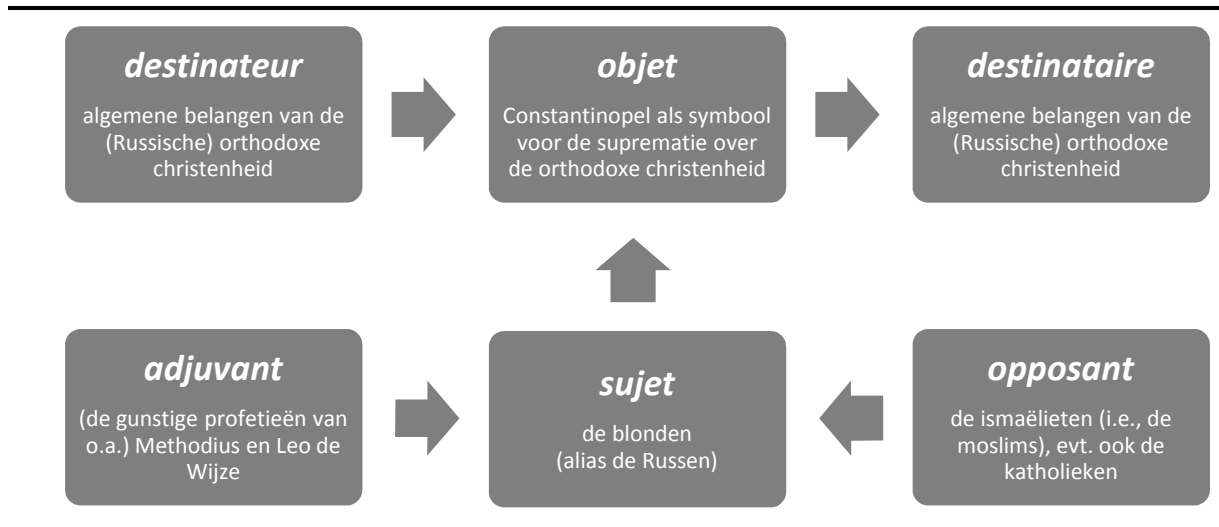 destinateur
algemene belangen van de
(Russische) orthodoxe
christenheid
objet
Constantinopel als symbool
voor de suprematie over
de orthodoxe christenheid
destinataire
algemene belangen van de
(Russische) orthodoxe
christenheid
adjuvant
(de gunstige profetieën van
o.a.) Methodius en Leo de
Wijze
sujet
de blonden
(alias de Russen)
opposant
de ismaëlieten (i.e., de
moslims), evt. ook de
katholieken